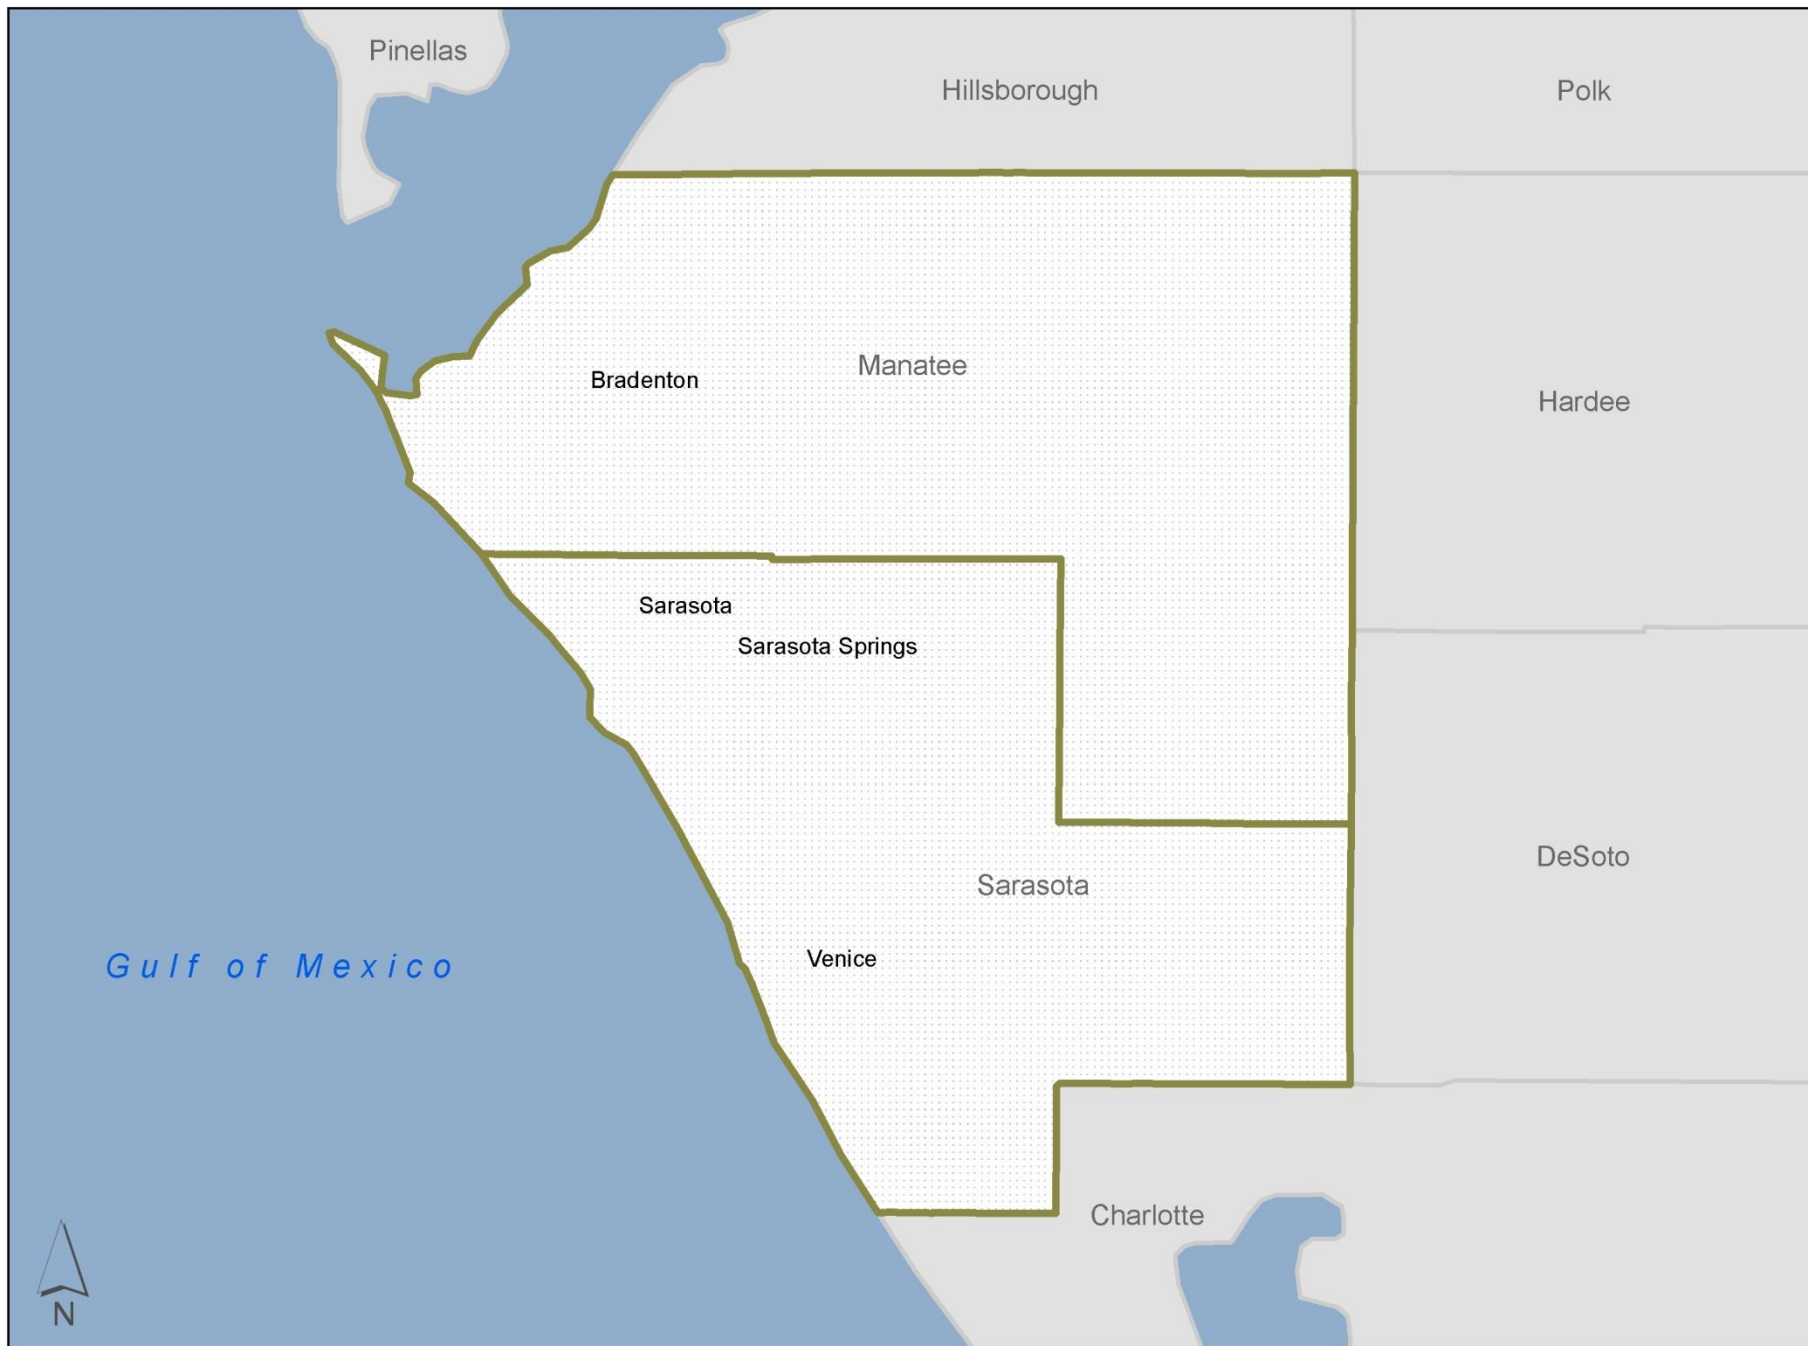 Pinellas
Hillsborough
Polk
Manatee
Bradenton
Hardee
Sarasota
Sarasota Springs
DeSoto
Sarasota
Venice
Gulf of Mexico
Charlotte
N